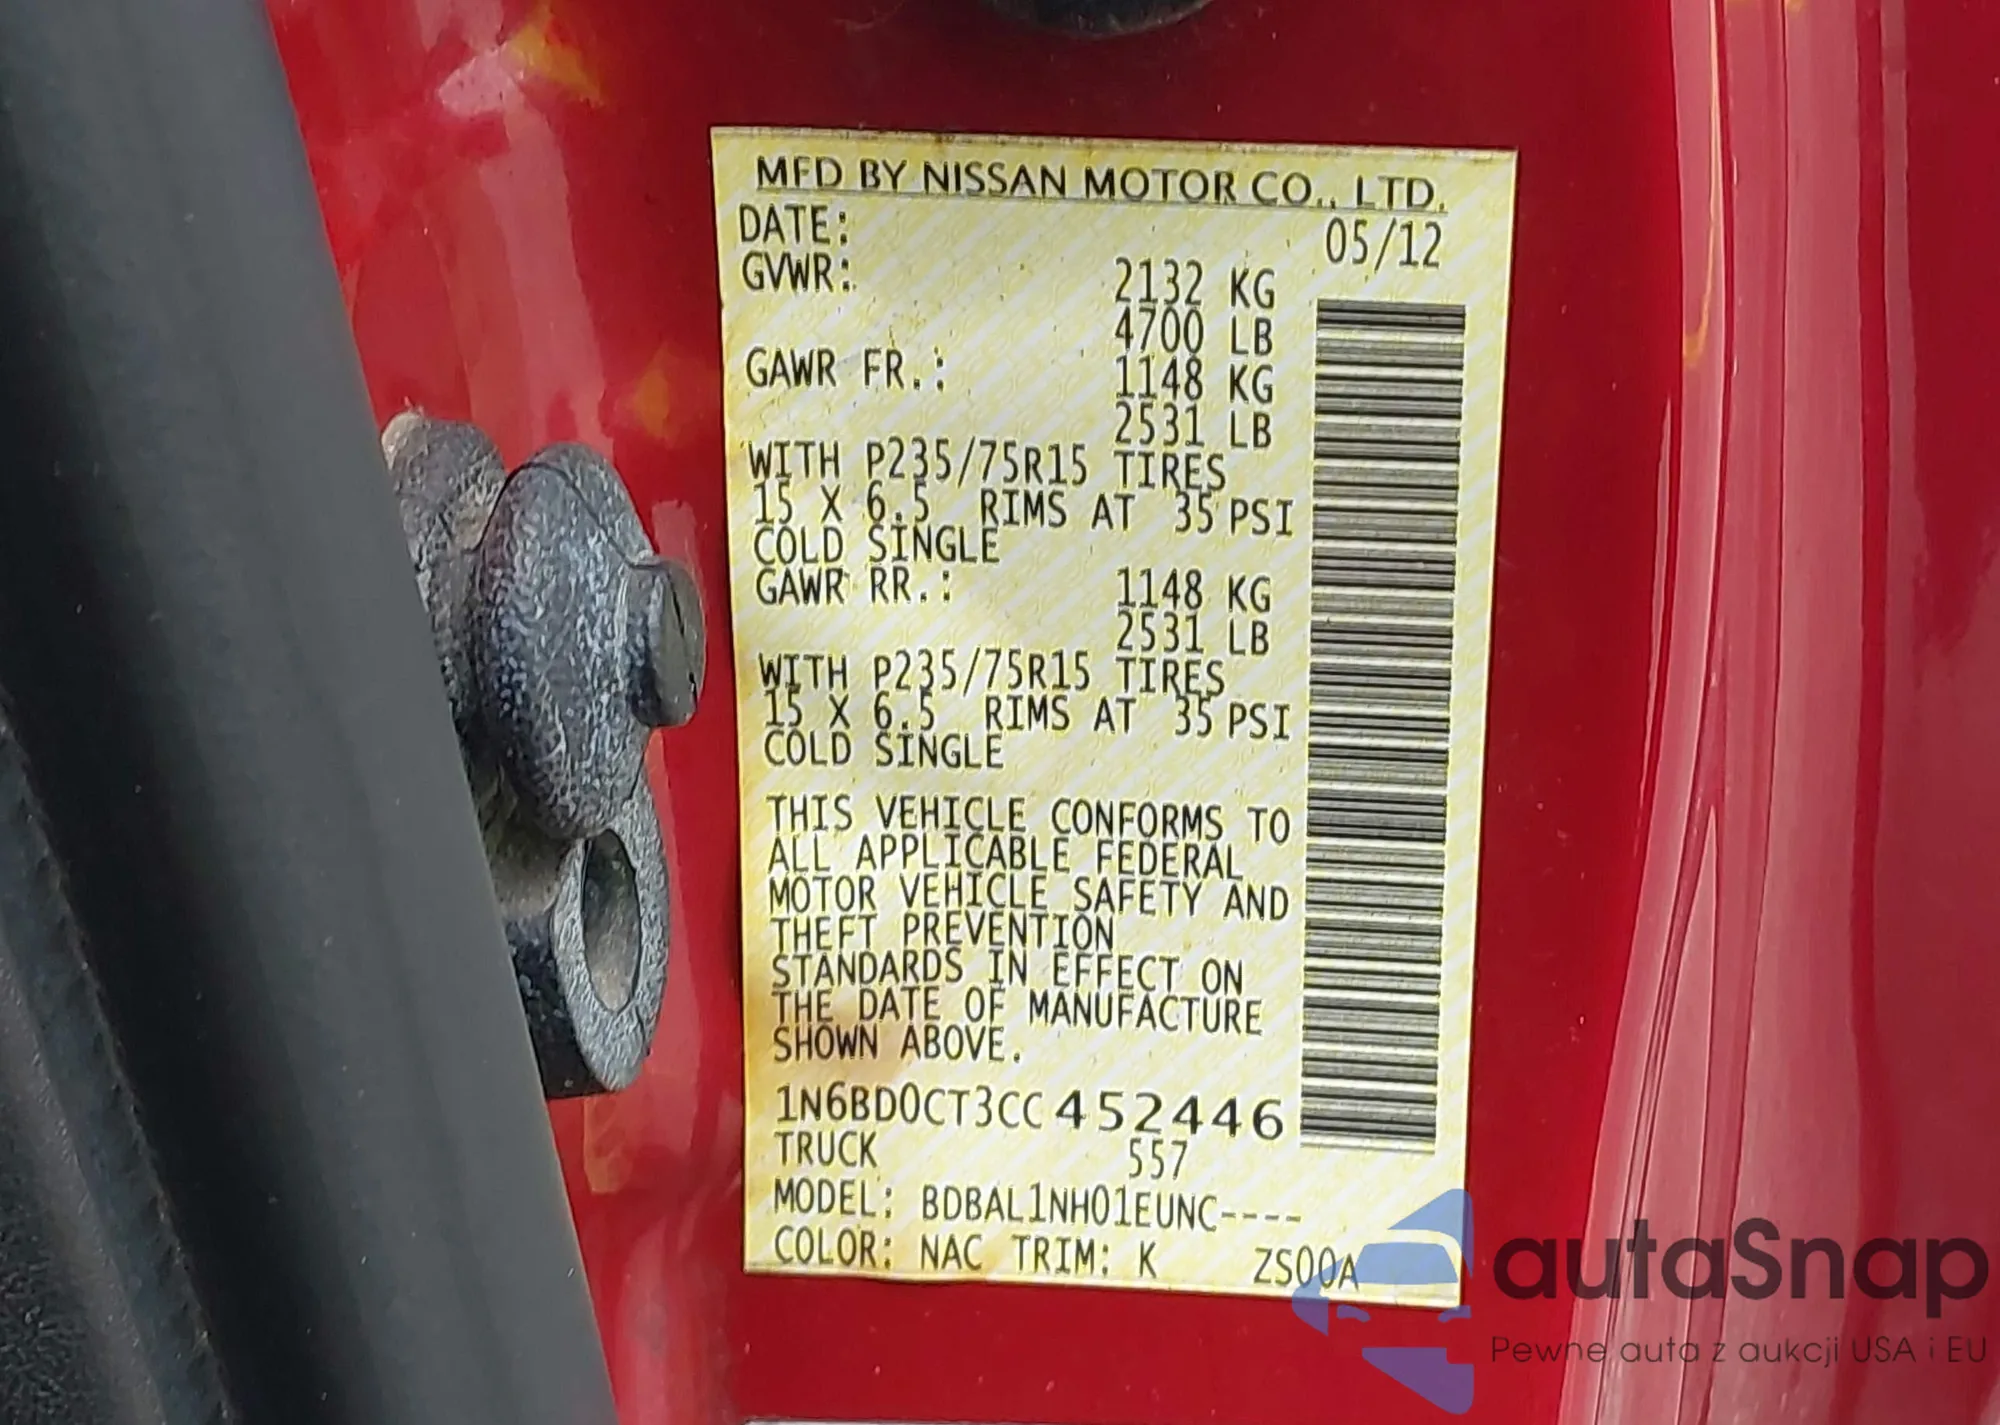 MFD BY NISSAN MOTOR CO., LTD.
DATE: 05/12
GVWR: 2132 KG
4700 LB
GAWR FR.: 1148 KG
2531 LB
WITH P235/75R15 TIRES
15 X 6.5 RIMS AT 35 PSI
COLD SINGLE
GAWR RR.: 1148 KG
2531 LB
WITH P235/75R15 TIRES
15 X 6.5 RIMS AT 35 PSI
COLD SINGLE
THIS VEHICLE CONFORMS TO
ALL APPLICABLE FEDERAL
MOTOR VEHICLE SAFETY AND
THEFT PREVENTION
STANDARDS IN EFFECT ON
THE DATE OF MANUFACTURE
SHOWN ABOVE.
1N6BD0CT3CC452446
TRUCK 557
MODEL: BDBAL1NH01EUNC----
COLOR: NAC TRIM: K ZS00A
autaSnap
Pewne auta z aukcji USA i EU